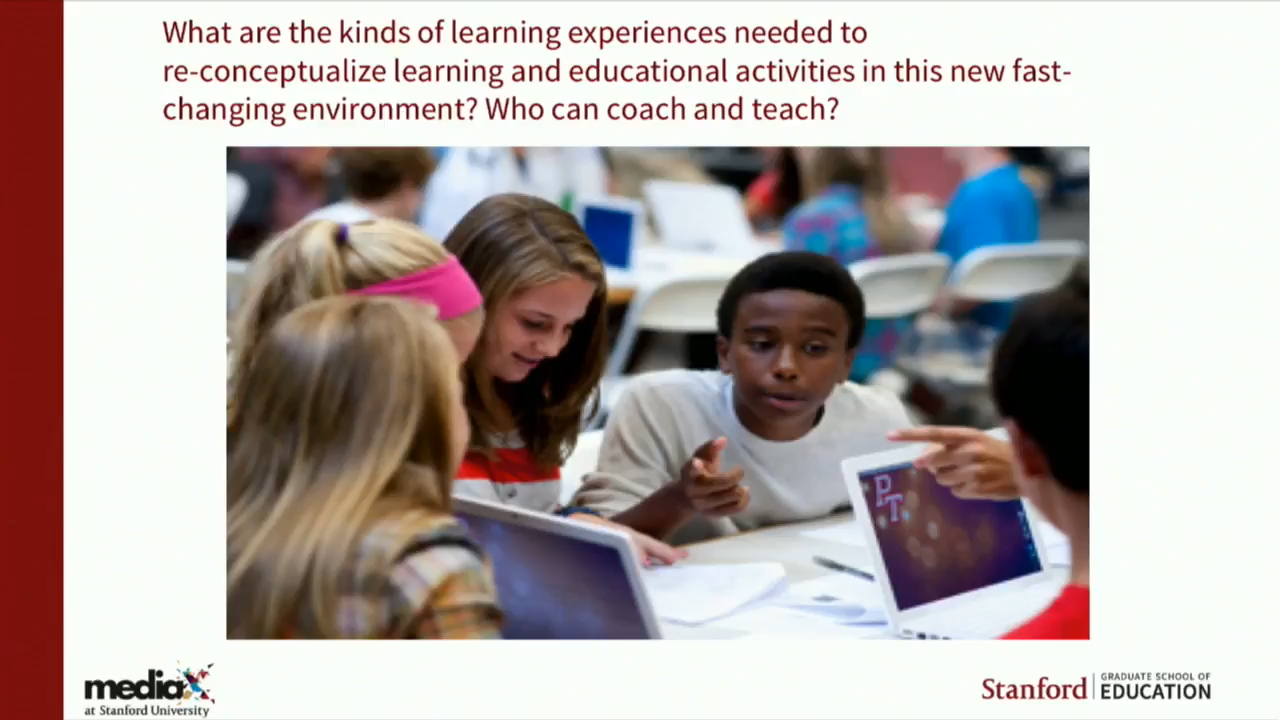 What are the kinds of learning experiences needed to
re-conceptualize learning and educational activities in this new fast-
changing environment? Who can coach and teach?
PT
mediaX
at Stanford University
Stanford
GRADUATE SCHOOL OF
EDUCATION